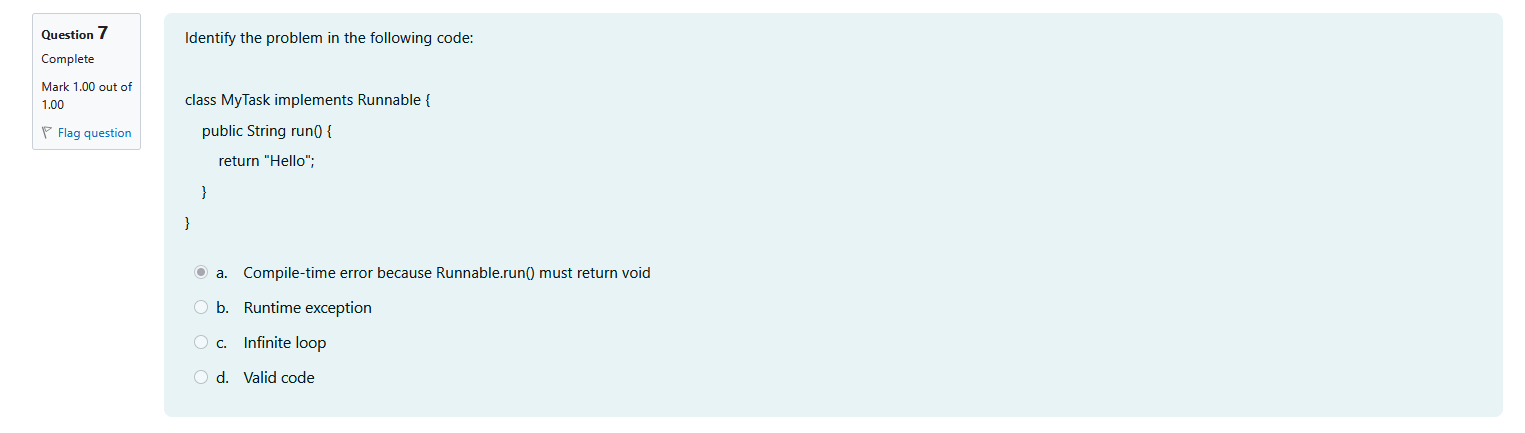 Question 7
Complete
Mark 1.00 out of
1.00
Flag question
Identify the problem in the following code:
class MyTask implements Runnable {
public String run() {
return "Hello";
}
}
a. Compile-time error because Runnable.run() must return void
b. Runtime exception
c. Infinite loop
d. Valid code